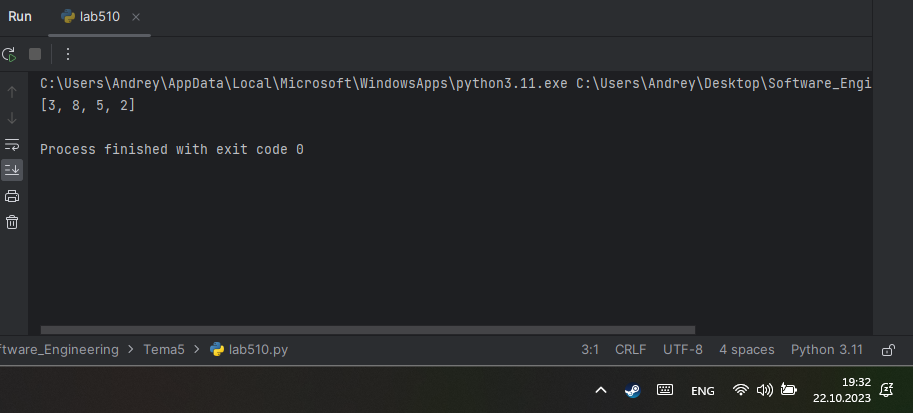 Run lab510
C:\Users\Andrey\AppData\Local\Microsoft\WindowsApps\python3.11.exe C:\Users\Andrey\Desktop\Software_Engi
[3, 8, 5, 2]
Process finished with exit code 0
ftware_Engineering > Tema5 > lab510.py 3:1 CRLF UTF-8 4 spaces Python 3.11
ENG 19:32
22.10.2023